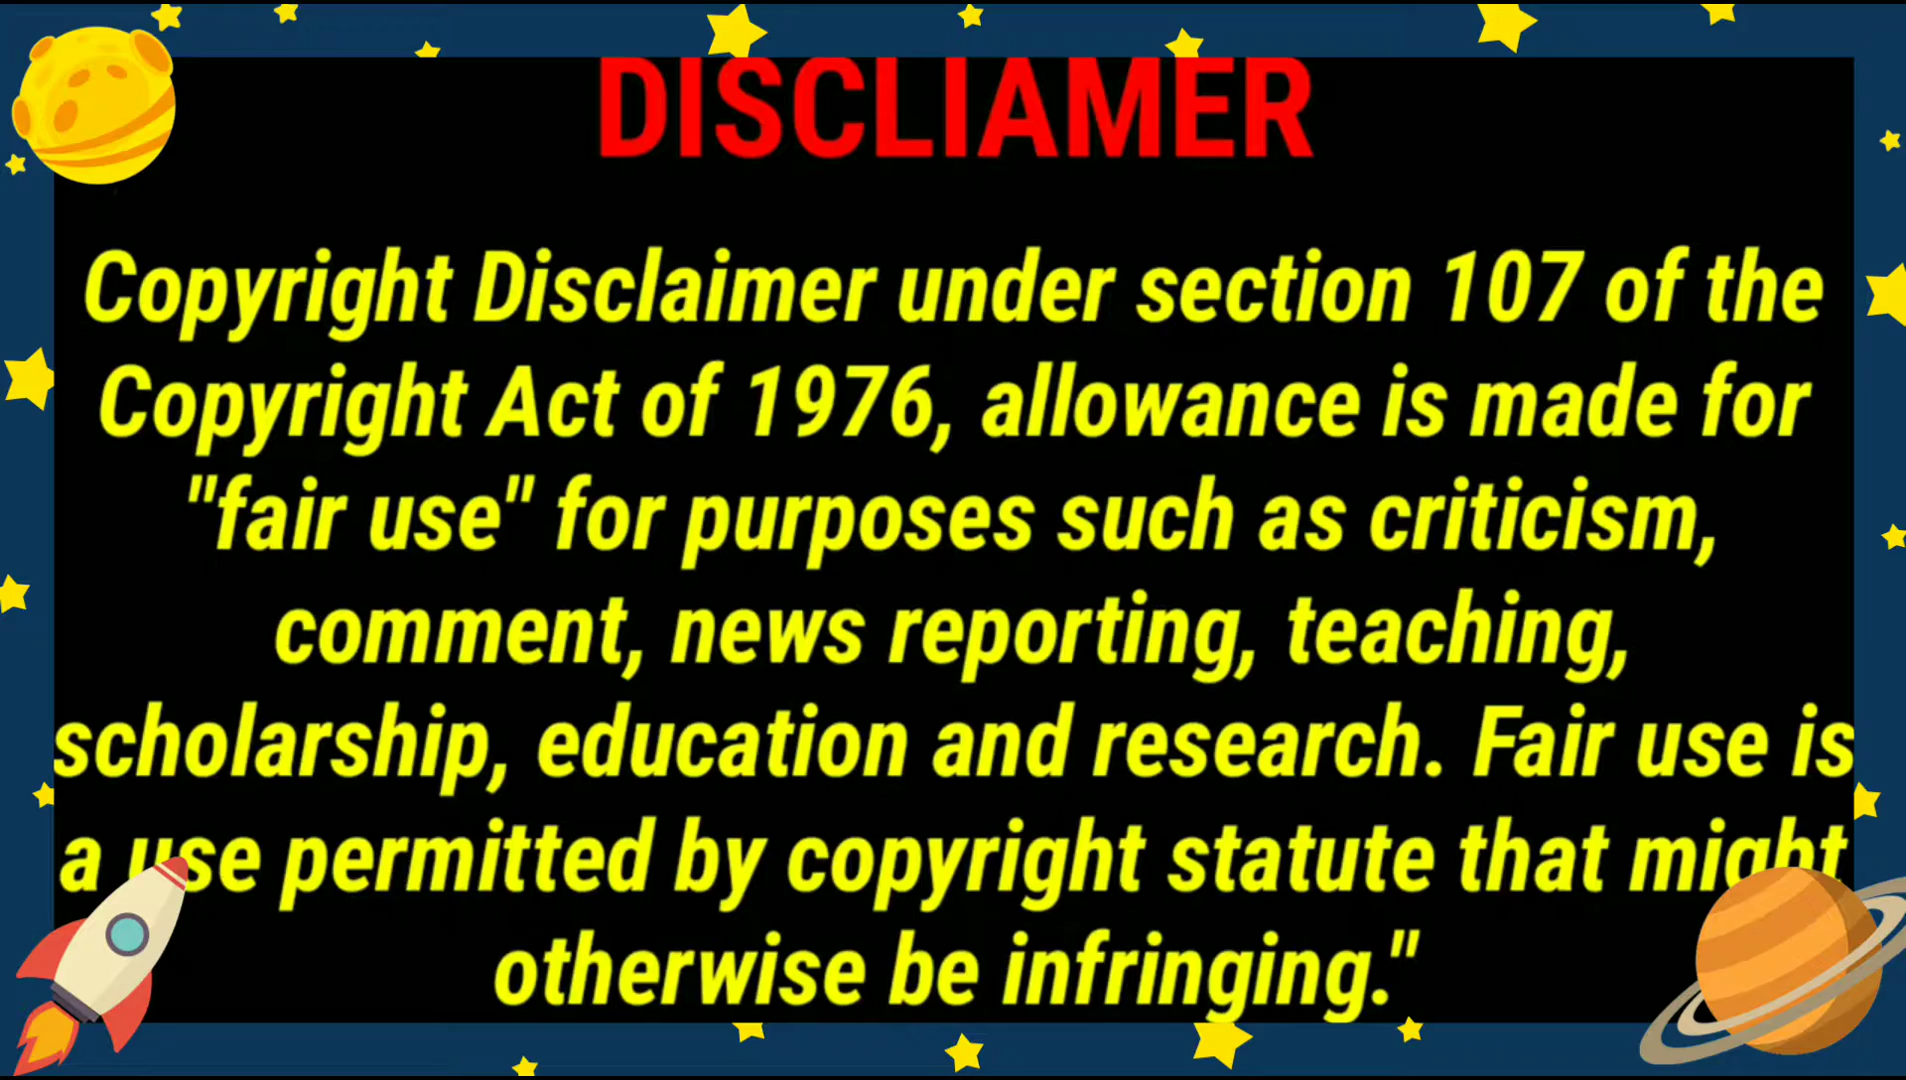 DISCLIAMER
Copyright Disclaimer under section 107 of the
Copyright Act of 1976, allowance is made for
"fair use" for purposes such as criticism,
comment, news reporting, teaching,
scholarship, education and research. Fair use is
a use permitted by copyright statute that might
otherwise be infringing."